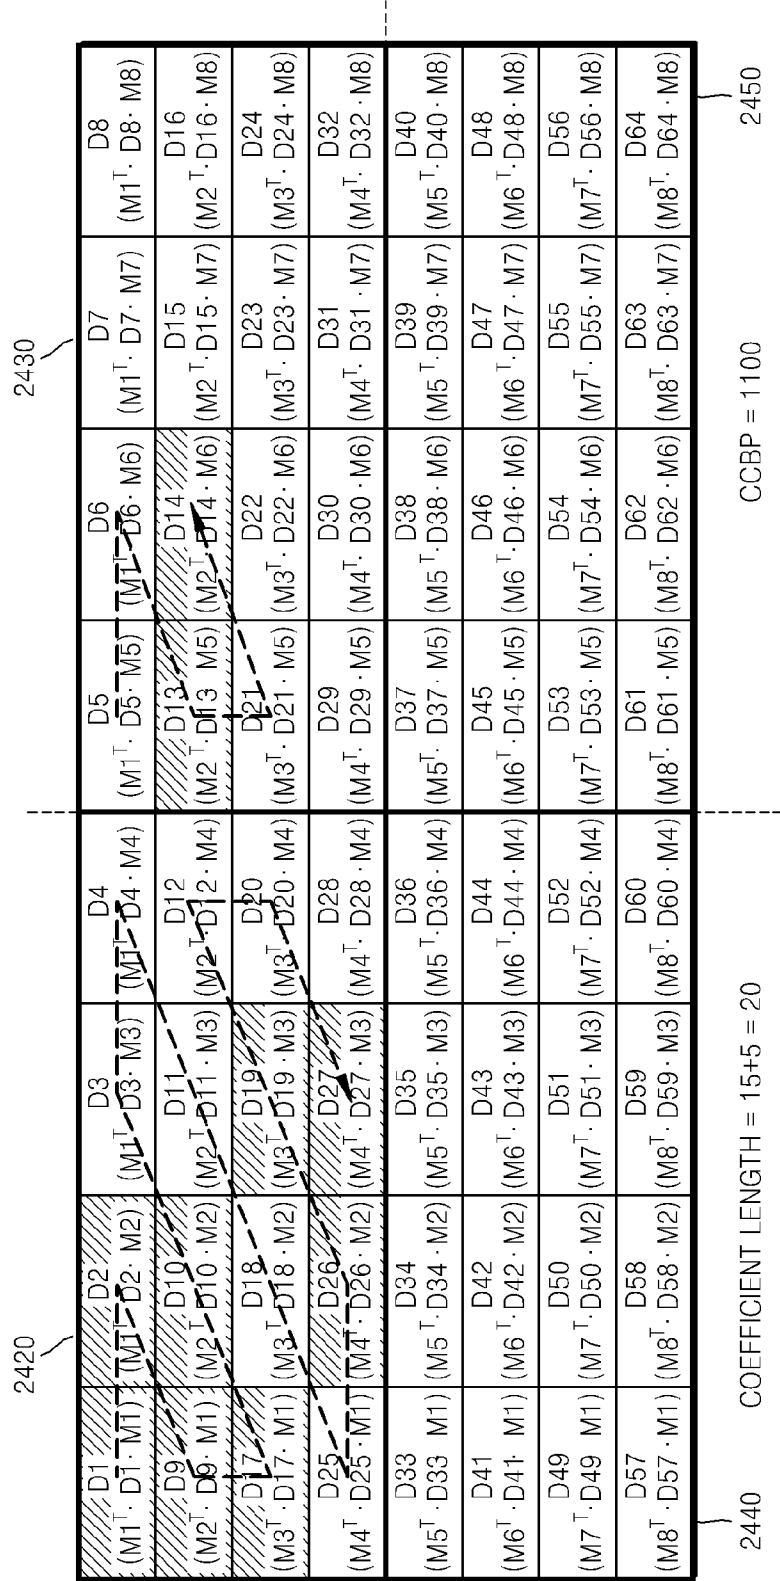 2420
2430
D1
(M1ᵀ· D1· M1)
D2
(M1ᵀ· D2· M2)
D3
(M1ᵀ· D3· M3)
D4
(M1ᵀ· D4· M4)
D5
(M1ᵀ· D5· M5)
D6
(M1ᵀ· D6· M6)
D7
(M1ᵀ· D7· M7)
D8
(M1ᵀ· D8· M8)
D9
(M2ᵀ· D9· M1)
D10
(M2ᵀ· D10· M2)
D11
(M2ᵀ· D11· M3)
D12
(M2ᵀ· D12· M4)
D13
(M2ᵀ· D13· M5)
D14
(M2ᵀ· D14· M6)
D15
(M2ᵀ· D15· M7)
D16
(M2ᵀ· D16· M8)
D17
(M3ᵀ· D17· M1)
D18
(M3ᵀ· D18· M2)
D19
(M3ᵀ· D19· M3)
D20
(M3ᵀ· D20· M4)
D21
(M3ᵀ· D21· M5)
D22
(M3ᵀ· D22· M6)
D23
(M3ᵀ· D23· M7)
D24
(M3ᵀ· D24· M8)
D25
(M4ᵀ· D25· M1)
D26
(M4ᵀ· D26· M2)
D27
(M4ᵀ· D27· M3)
D28
(M4ᵀ· D28· M4)
D29
(M4ᵀ· D29· M5)
D30
(M4ᵀ· D30· M6)
D31
(M4ᵀ· D31· M7)
D32
(M4ᵀ· D32· M8)
D33
(M5ᵀ· D33· M1)
D34
(M5ᵀ· D34· M2)
D35
(M5ᵀ· D35· M3)
D36
(M5ᵀ· D36· M4)
D37
(M5ᵀ· D37· M5)
D38
(M5ᵀ· D38· M6)
D39
(M5ᵀ· D39· M7)
D40
(M5ᵀ· D40· M8)
D41
(M6ᵀ· D41· M1)
D42
(M6ᵀ· D42· M2)
D43
(M6ᵀ· D43· M3)
D44
(M6ᵀ· D44· M4)
D45
(M6ᵀ· D45· M5)
D46
(M6ᵀ· D46· M6)
D47
(M6ᵀ· D47· M7)
D48
(M6ᵀ· D48· M8)
D49
(M7ᵀ· D49· M1)
D50
(M7ᵀ· D50· M2)
D51
(M7ᵀ· D51· M3)
D52
(M7ᵀ· D52· M4)
D53
(M7ᵀ· D53· M5)
D54
(M7ᵀ· D54· M6)
D55
(M7ᵀ· D55· M7)
D56
(M7ᵀ· D56· M8)
D57
(M8ᵀ· D57· M1)
D58
(M8ᵀ· D58· M2)
D59
(M8ᵀ· D59· M3)
D60
(M8ᵀ· D60· M4)
D61
(M8ᵀ· D61· M5)
D62
(M8ᵀ· D62· M6)
D63
(M8ᵀ· D63· M7)
D64
(M8ᵀ· D64· M8)
2440
COEFFICIENT LENGTH = 15+5 = 20
CCBP = 1100
2450